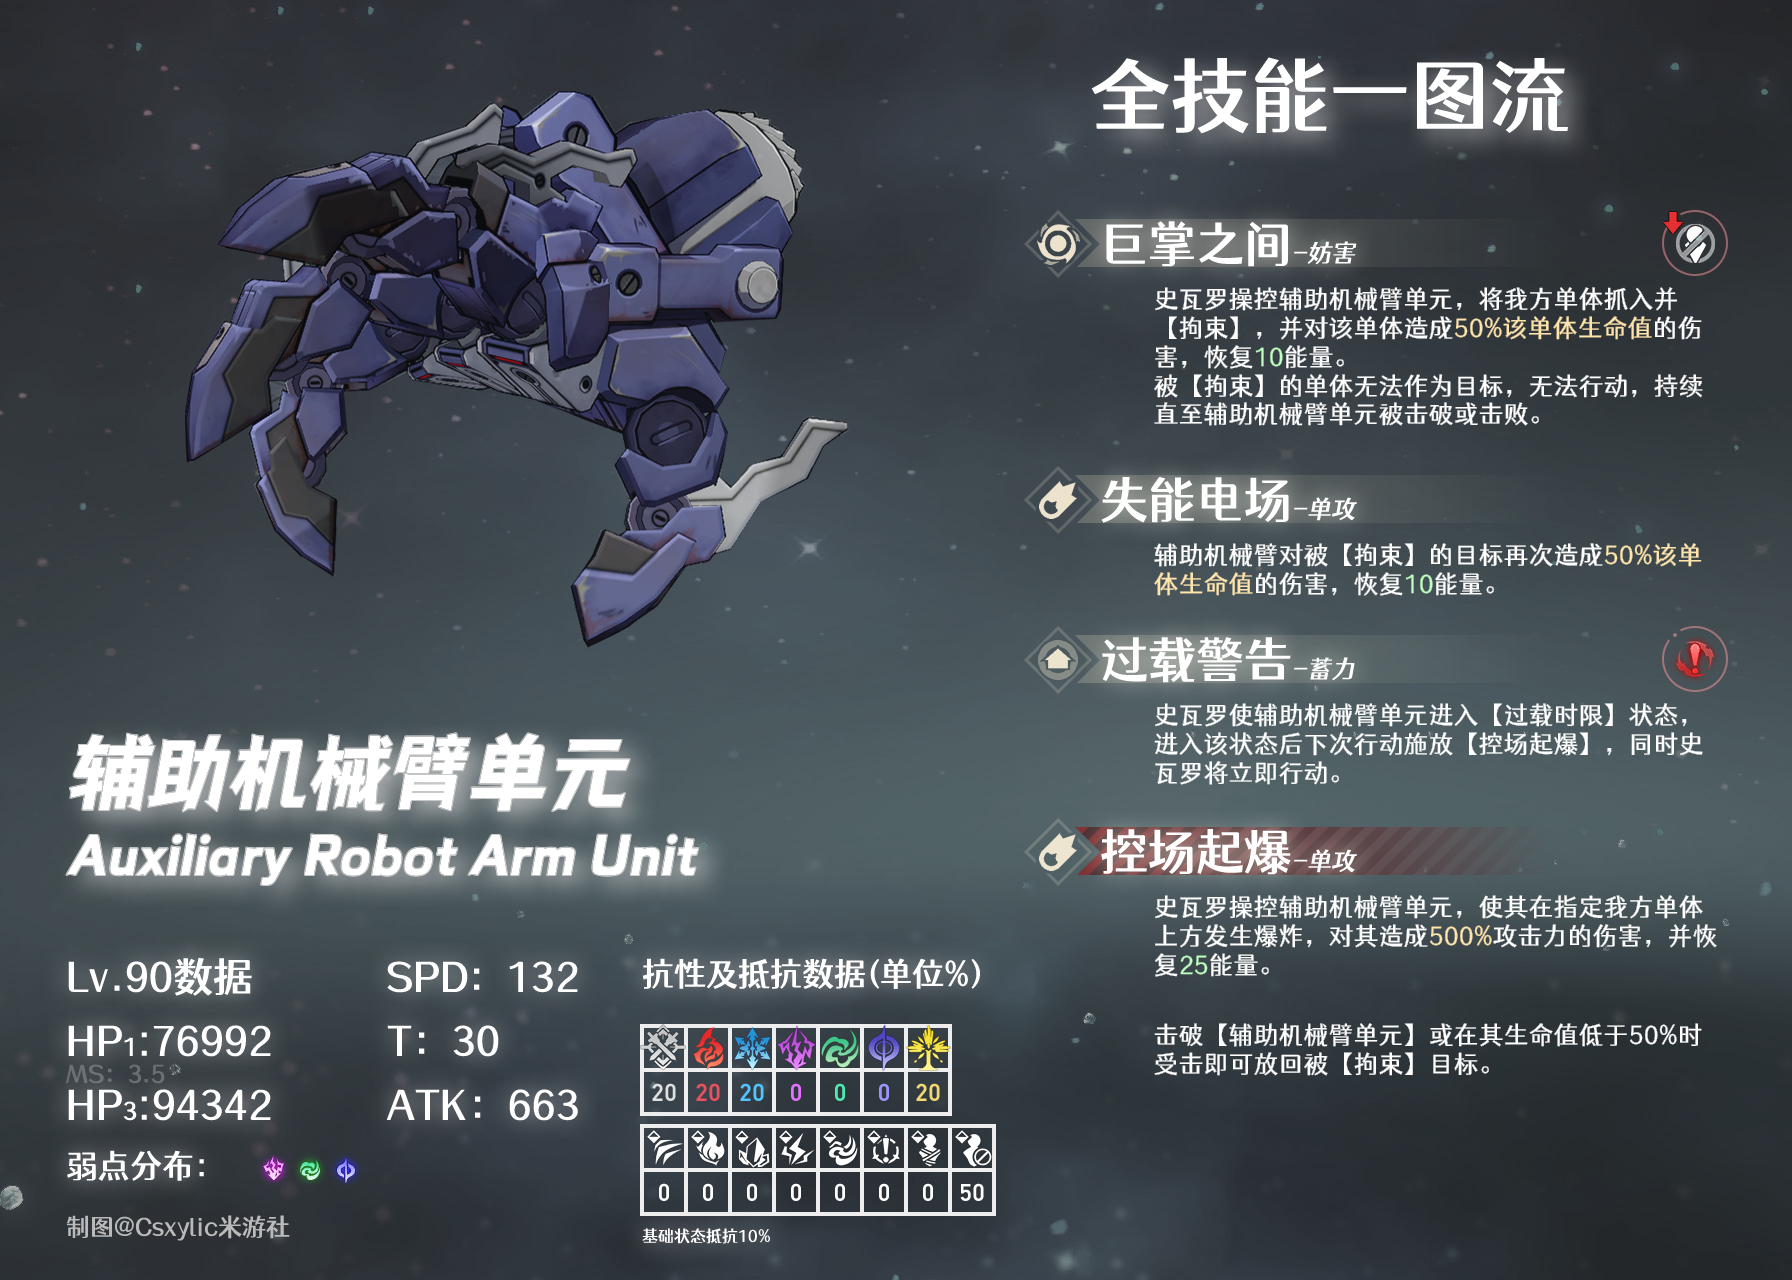 全技能一图流
巨掌之间-妨害
史瓦罗操控辅助机械臂单元，将我方单体抓入并
【拘束】，并对该单体造成50%该单体生命值的伤
害，恢复10能量。
被【拘束】的单体无法作为目标，无法行动，持续
直至辅助机械臂单元被击破或击败。
失能电场-单攻
辅助机械臂对被【拘束】的目标再次造成50%该单
体生命值的伤害，恢复10能量。
过载警告-蓄力
史瓦罗使辅助机械臂单元进入【过载时限】状态，
进入该状态后下次行动施放【控场起爆】，同时史
瓦罗将立即行动。
控场起爆-单攻
史瓦罗操控辅助机械臂单元，使其在指定我方单体
上方发生爆炸，对其造成500%攻击力的伤害，并恢
复25能量。
击破【辅助机械臂单元】或在其生命值低于50%时
受击即可放回被【拘束】目标。
辅助机械臂单元
Auxiliary Robot Arm Unit
Lv.90数据
SPD：132
HP1:76992
T：30
MS：3.5
HP3:94342
ATK：663
弱点分布：
制图@Csxylic米游社
抗性及抵抗数据(单位%)
20 20 20 0 0 0 20
0 0 0 0 0 0 0 50
基础状态抵抗10%